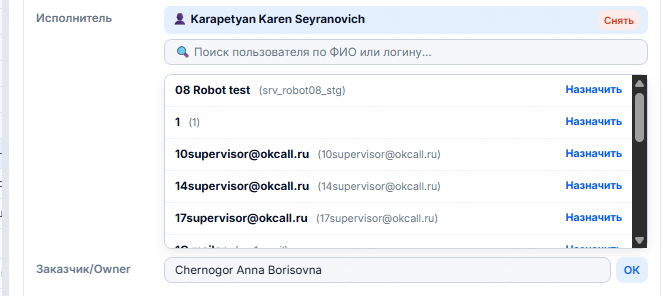 Исполнитель
Karapetyan Karen Seyranovich Снять
Поиск пользователя по ФИО или логину...
08 Robot test (srv_robot08_stg) Назначить
1 (1) Назначить
10supervisor@okcall.ru (10supervisor@okcall.ru) Назначить
14supervisor@okcall.ru (14supervisor@okcall.ru) Назначить
17supervisor@okcall.ru (17supervisor@okcall.ru) Назначить
Назначить
Заказчик/Owner Chernogor Anna Borisovna ОК